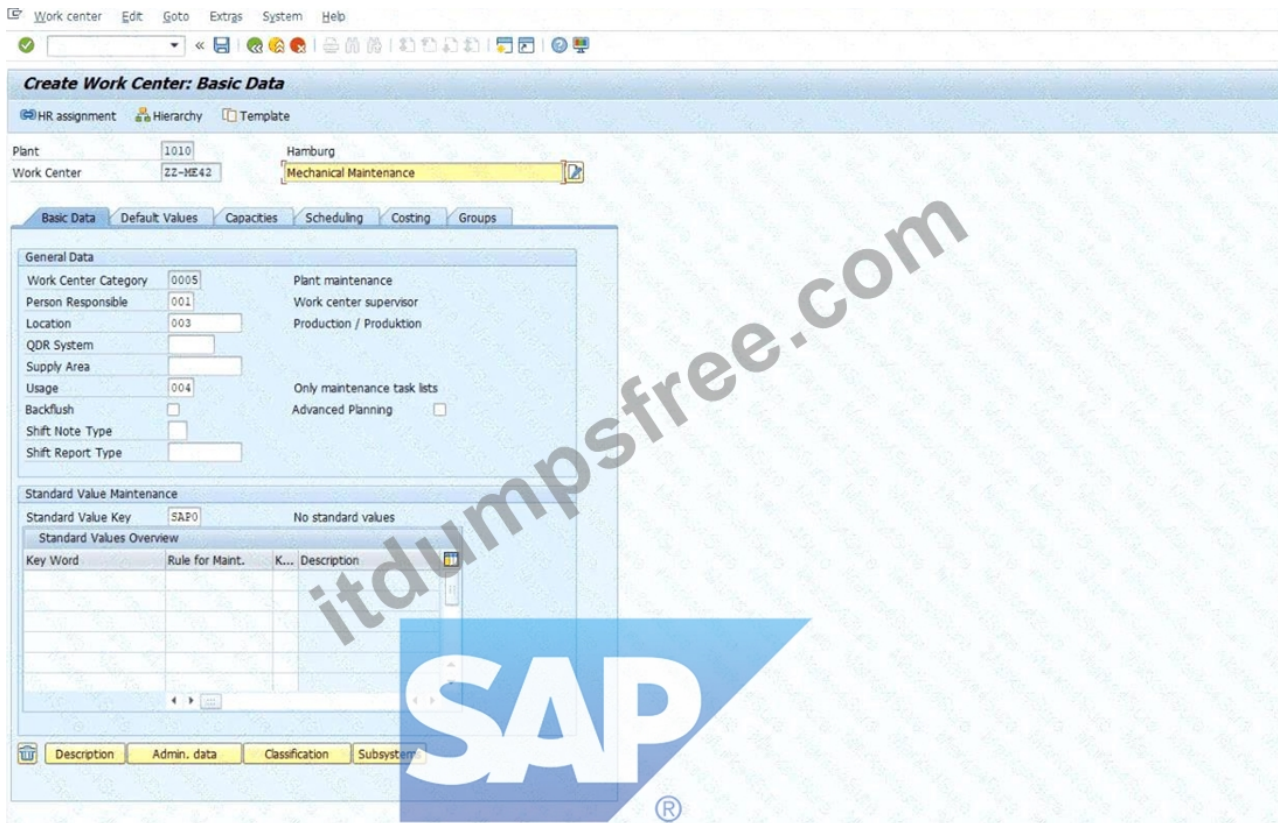 Work center Edit Goto Extras System Help
Create Work Center: Basic Data
HR assignment Hierarchy Template
Plant 1010 Hamburg
Work Center ZZ-ME42 Mechanical Maintenance
Basic Data Default Values Capacities Scheduling Costing Groups
General Data
Work Center Category 0005 Plant maintenance
Person Responsible 001 Work center supervisor
Location 003 Production / Produktion
QDR System
Supply Area
Usage 004 Only maintenance task lists
Backflush Advanced Planning
Shift Note Type
Shift Report Type
Standard Value Maintenance
Standard Value Key SAP0 No standard values
Standard Values Overview
Key Word Rule for Maint. K... Description
Description Admin. data Classification Subsystem
itdumpsfree.com
SAP
®